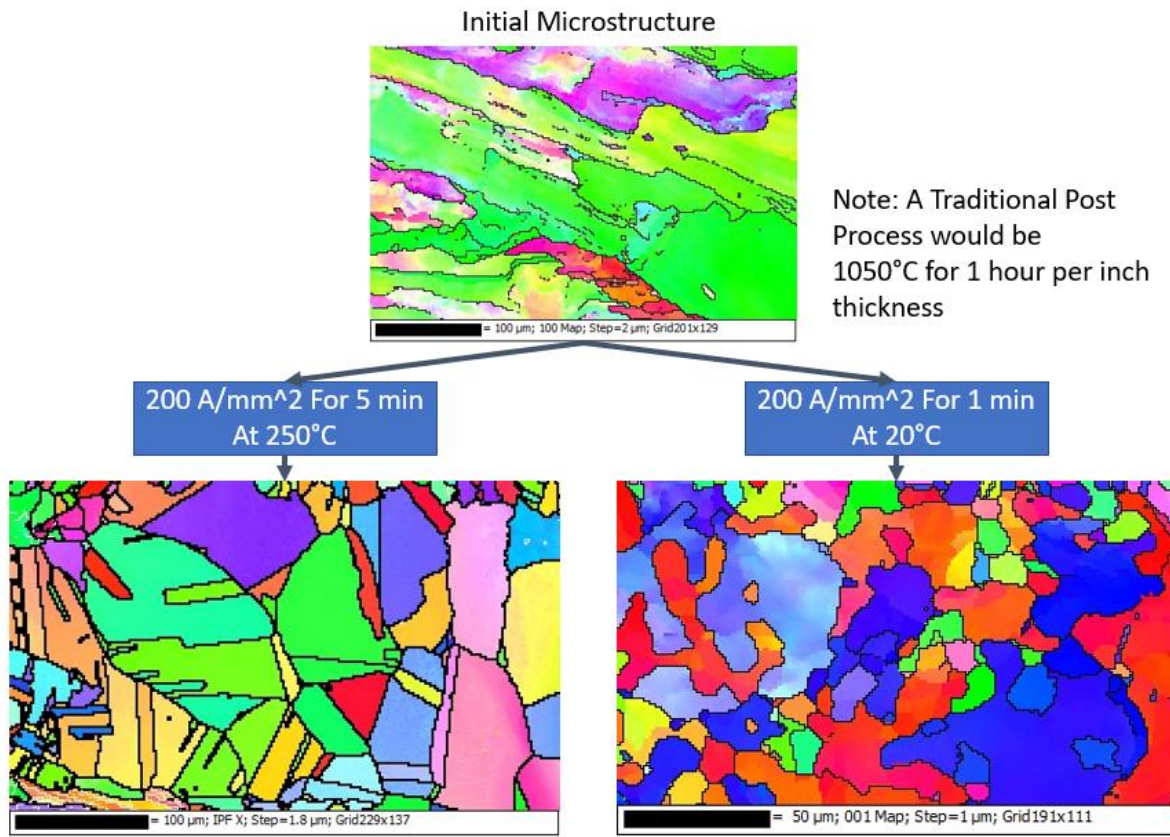 Initial Microstructure
= 100 µm; 100 Map; Step=2 µm; Grid201x129
Note: A Traditional Post
Process would be
1050°C for 1 hour per inch
thickness
200 A/mm^2 For 5 min
At 250°C
200 A/mm^2 For 1 min
At 20°C
= 100 µm; IPF X; Step=1.8 µm; Grid229x137
= 50 µm; 001 Map; Step=1 µm; Grid191x111